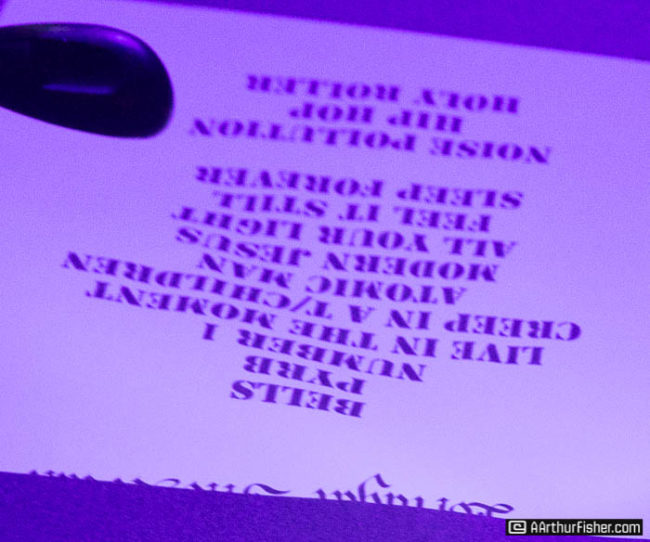 BELLS
PYRB
NUMBER 1
LIVE IN THE MOMENT
CREEP IN A T/CHILDREN
ATOMIC MAN
MODERN JESUS
ALL YOUR LIGHT
FEEL IT STILL
SLEEP FOREVER
NOISE POLLUTION
HIP HOP
HOLY ROLLER
© AArthurFisher.com